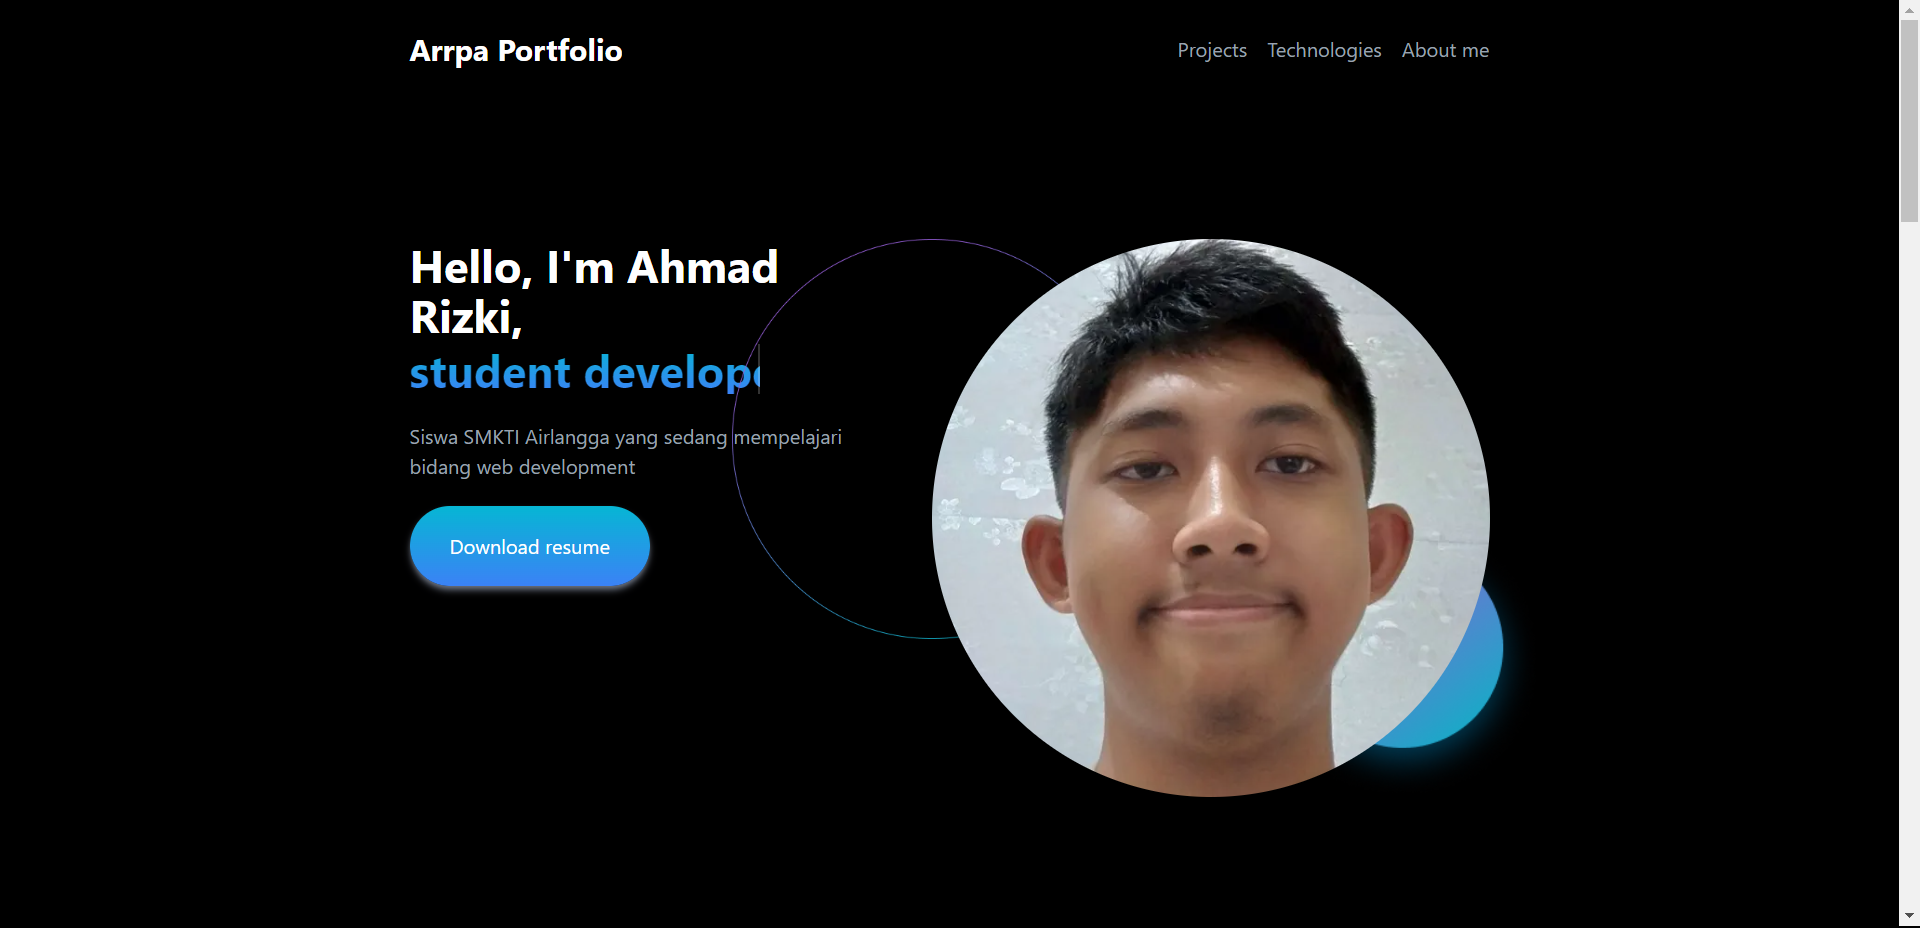 Arrpa Portfolio
Projects Technologies About me
Hello, I'm Ahmad
Rizki,
student develop
Siswa SMKTI Airlangga yang sedang mempelajari
bidang web development
Download resume